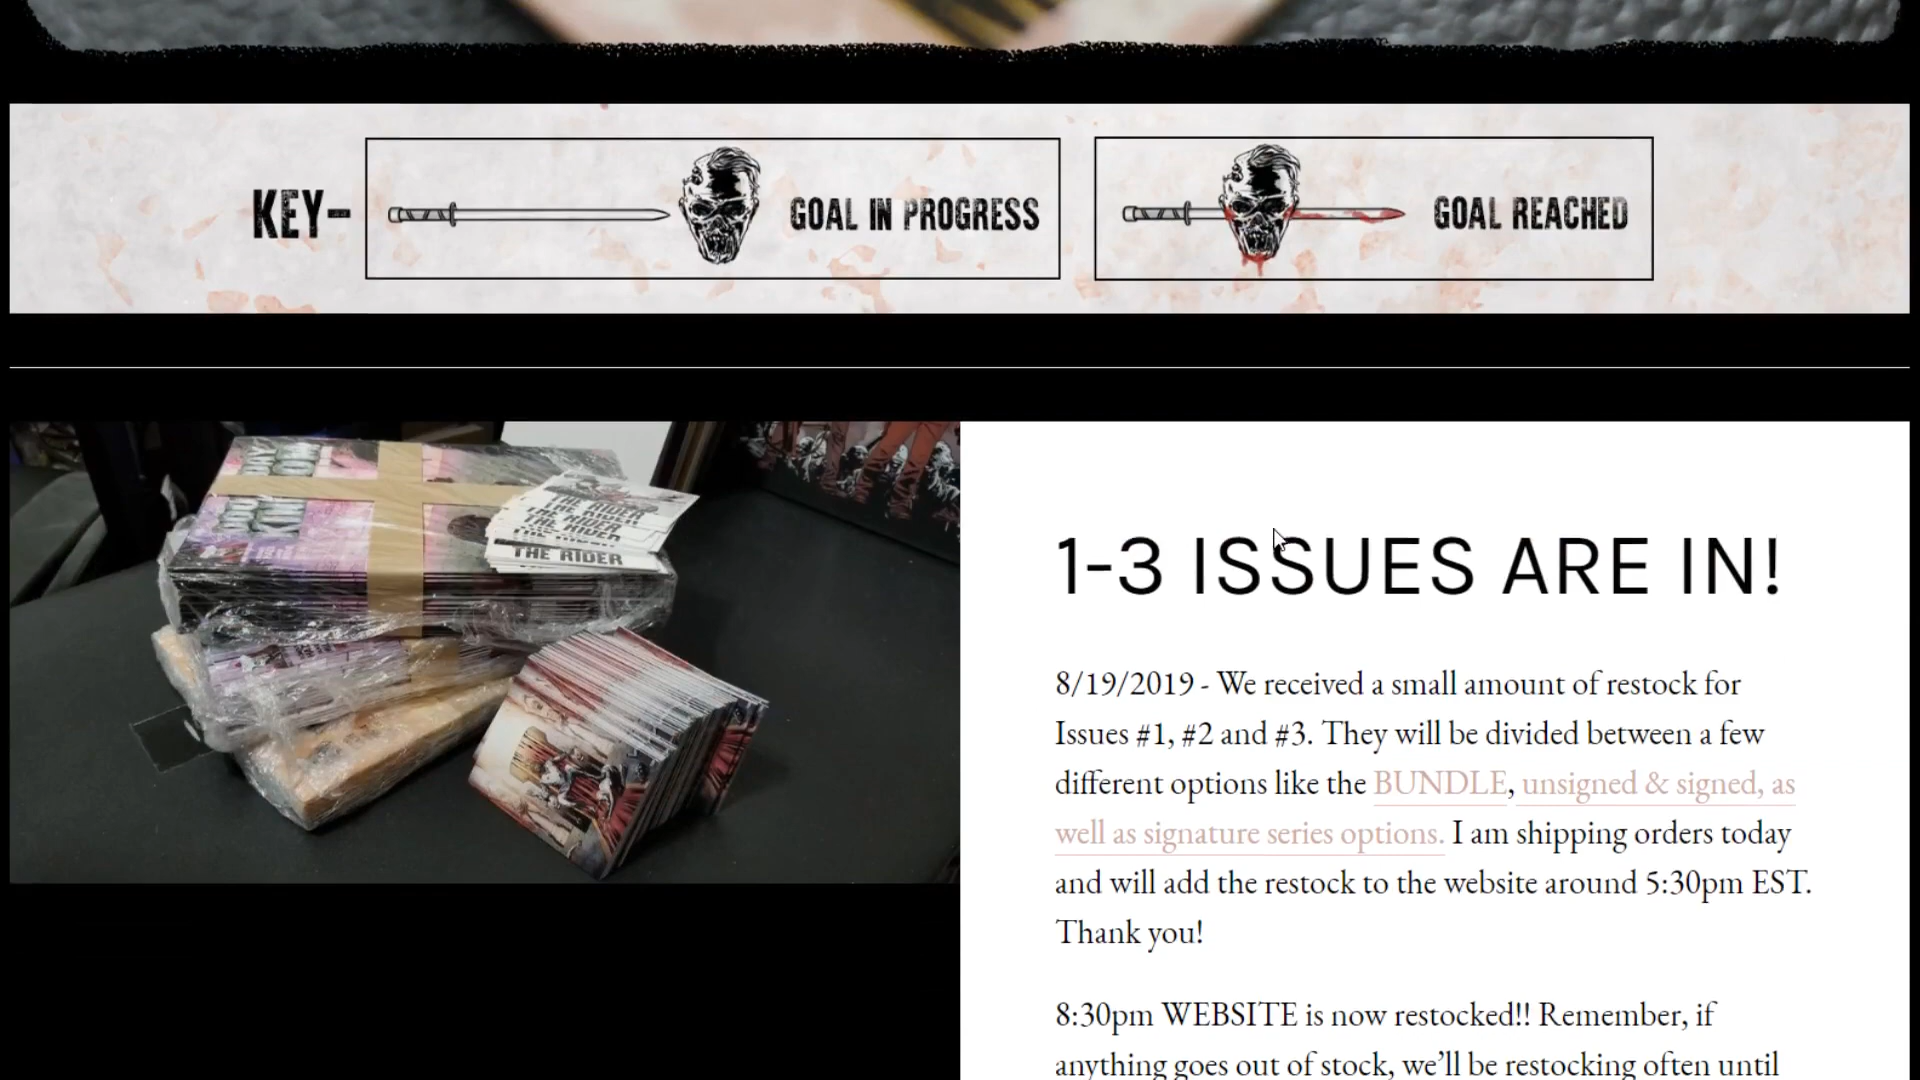 KEY-
GOAL IN PROGRESS
GOAL REACHED
THE RIDER
THE RIDER
THE RIDER
THE RIDER
1-3 ISSUES ARE IN!
8/19/2019 - We received a small amount of restock for
Issues #1, #2 and #3. They will be divided between a few
different options like the BUNDLE, unsigned & signed, as
well as signature series options. I am shipping orders today
and will add the restock to the website around 5:30pm EST.
Thank you!
8:30pm WEBSITE is now restocked!! Remember, if
anything goes out of stock, we’ll be restocking often until